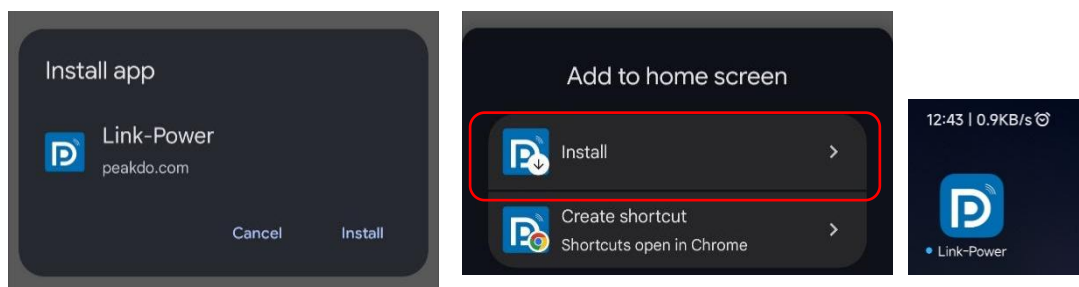 Install app
Link-Power
peakdo.com
Cancel Install
Add to home screen
Install
Create shortcut
Shortcuts open in Chrome
12:43 | 0.9KB/s
Link-Power